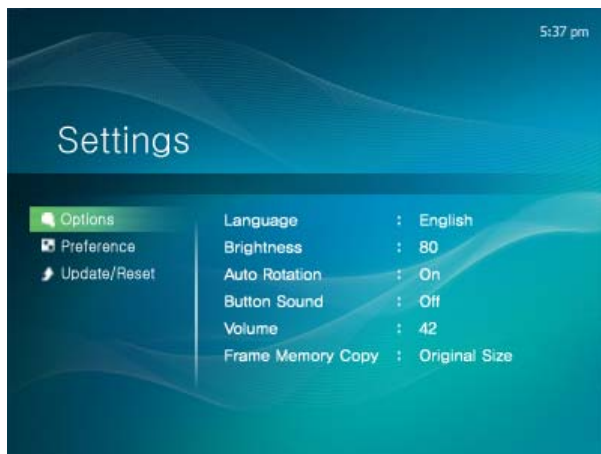 5:37 pm
Settings
Options
Preference
Update/Reset
Language : English
Brightness : 80
Auto Rotation : On
Button Sound : Off
Volume : 42
Frame Memory Copy : Original Size